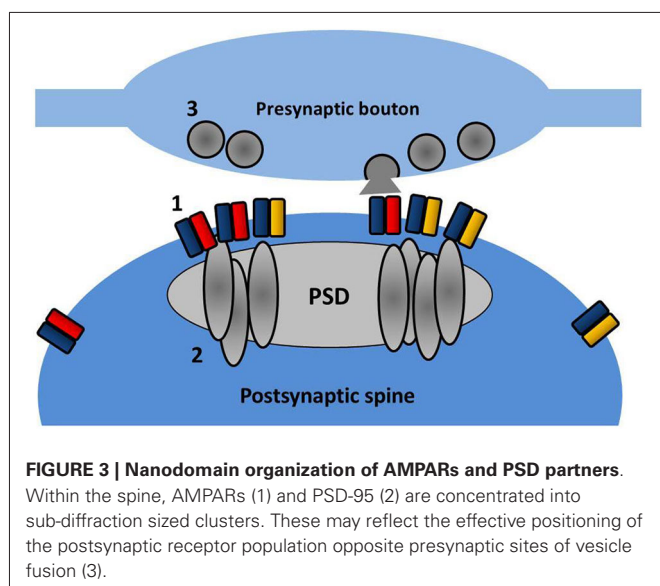 3
Presynaptic bouton
1
PSD
2
Postsynaptic spine
FIGURE 3 | Nanodomain organization of AMPARs and PSD partners.
Within the spine, AMPARs (1) and PSD-95 (2) are concentrated into
sub-diffraction sized clusters. These may reflect the effective positioning of
the postsynaptic receptor population opposite presynaptic sites of vesicle
fusion (3).